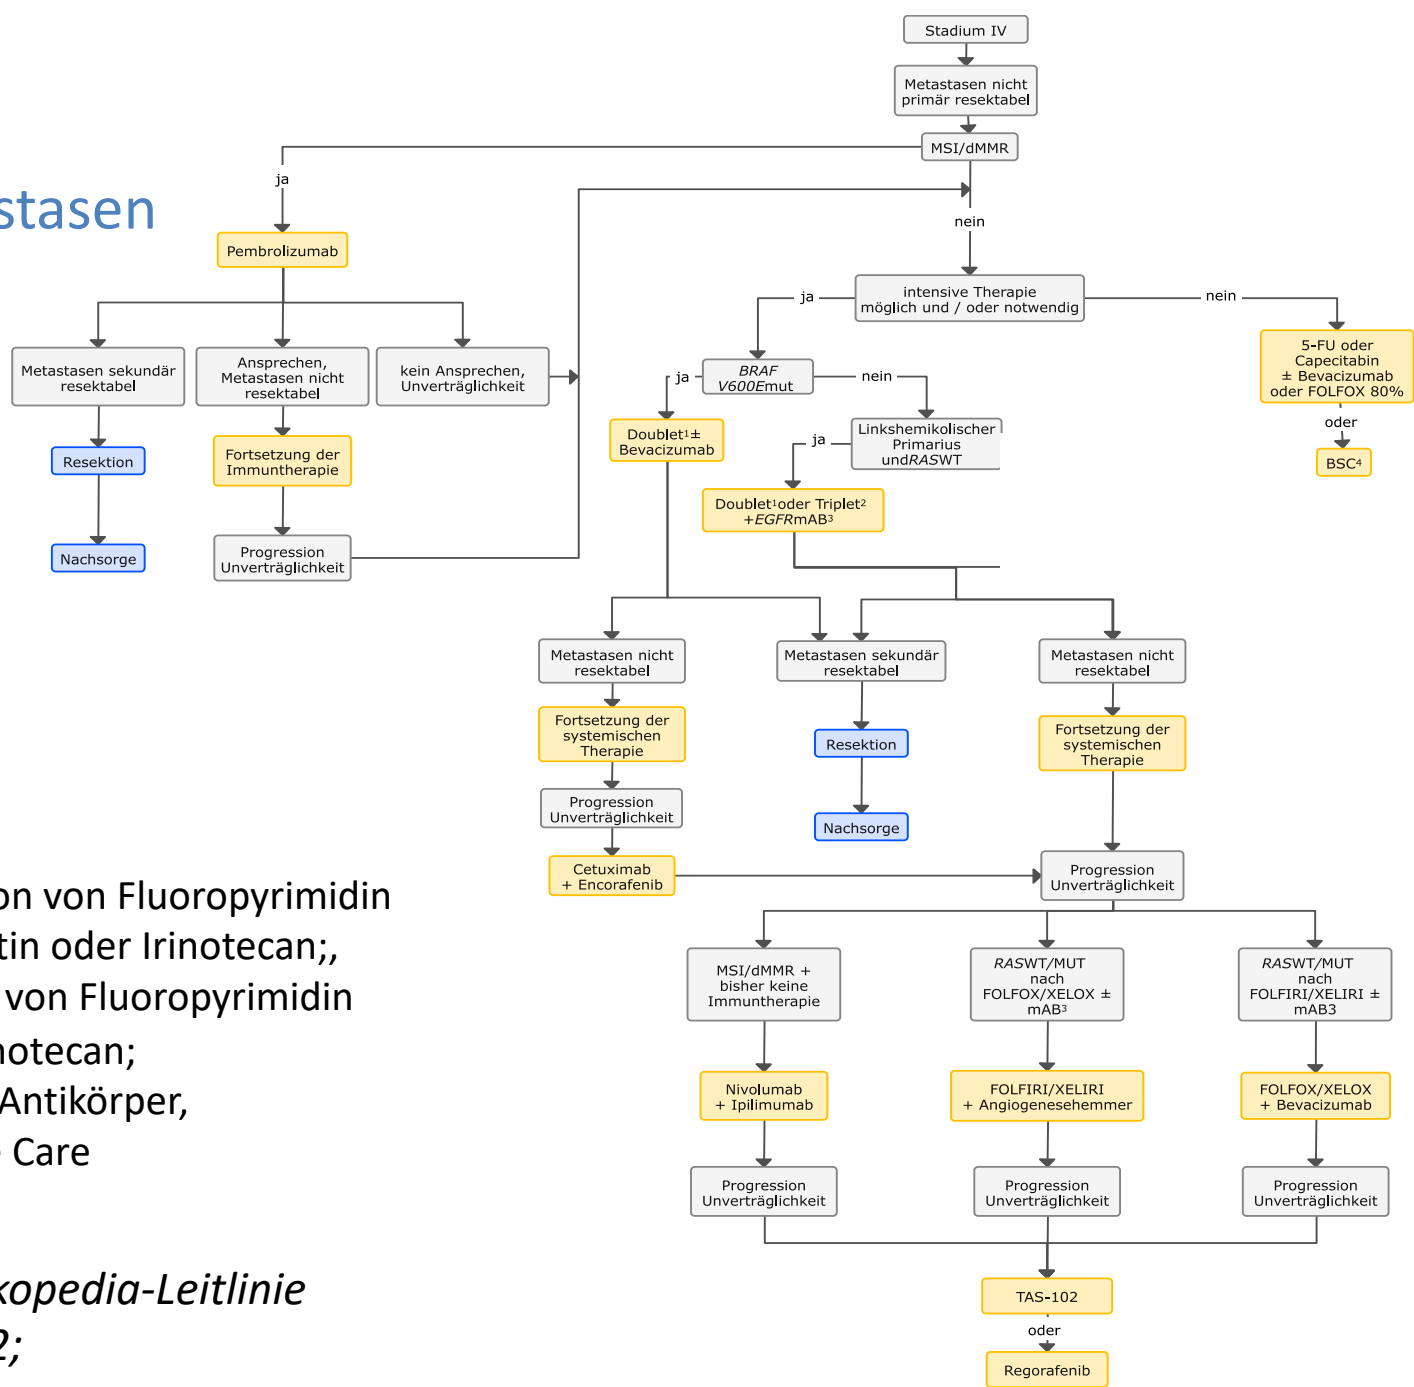 Stadium IV
Metastasen nicht
primär resektabel
MSI/dMMR
ja
stasen
nein
Pembrolizumab
intensive Therapie
möglich und / oder notwendig
ja
nein
Metastasen sekundär
resektabel
Ansprechen,
Metastasen nicht
resektabel
kein Ansprechen,
Unverträglichkeit
BRAF
V600Emut
ja
nein
5-FU oder
Capecitabin
± Bevacizumab
oder FOLFOX 80%
oder
BSC4
Resektion
Fortsetzung der
Immuntherapie
Doublet1±
Bevacizumab
ja
Linkshemikolischer
Primarius
undRASWT
Doublet1oder Triplet2
+EGFRmAB3
Nachsorge
Progression
Unverträglichkeit
Metastasen nicht
resektabel
Metastasen sekundär
resektabel
Metastasen nicht
resektabel
Fortsetzung der
systemischen
Therapie
Resektion
Fortsetzung der
systemischen
Therapie
Progression
Unverträglichkeit
Nachsorge
Cetuximab
+ Encorafenib
Progression
Unverträglichkeit
on von Fluoropyrimidin
tin oder Irinotecan;,
von Fluoropyrimidin
notecan;
Antikörper,
e Care
MSI/dMMR +
bisher keine
Immuntherapie
RASWT/MUT
nach
FOLFOX/XELOX ±
mAB3
RASWT/MUT
nach
FOLFIRI/XELIRI ±
mAB3
Nivolumab
+ Ipilimumab
FOLFIRI/XELIRI
+ Angiogenesehemmer
FOLFOX/XELOX
+ Bevacizumab
Progression
Unverträglichkeit
Progression
Unverträglichkeit
Progression
Unverträglichkeit
kopedia-Leitlinie
2;
TAS-102
oder
Regorafenib